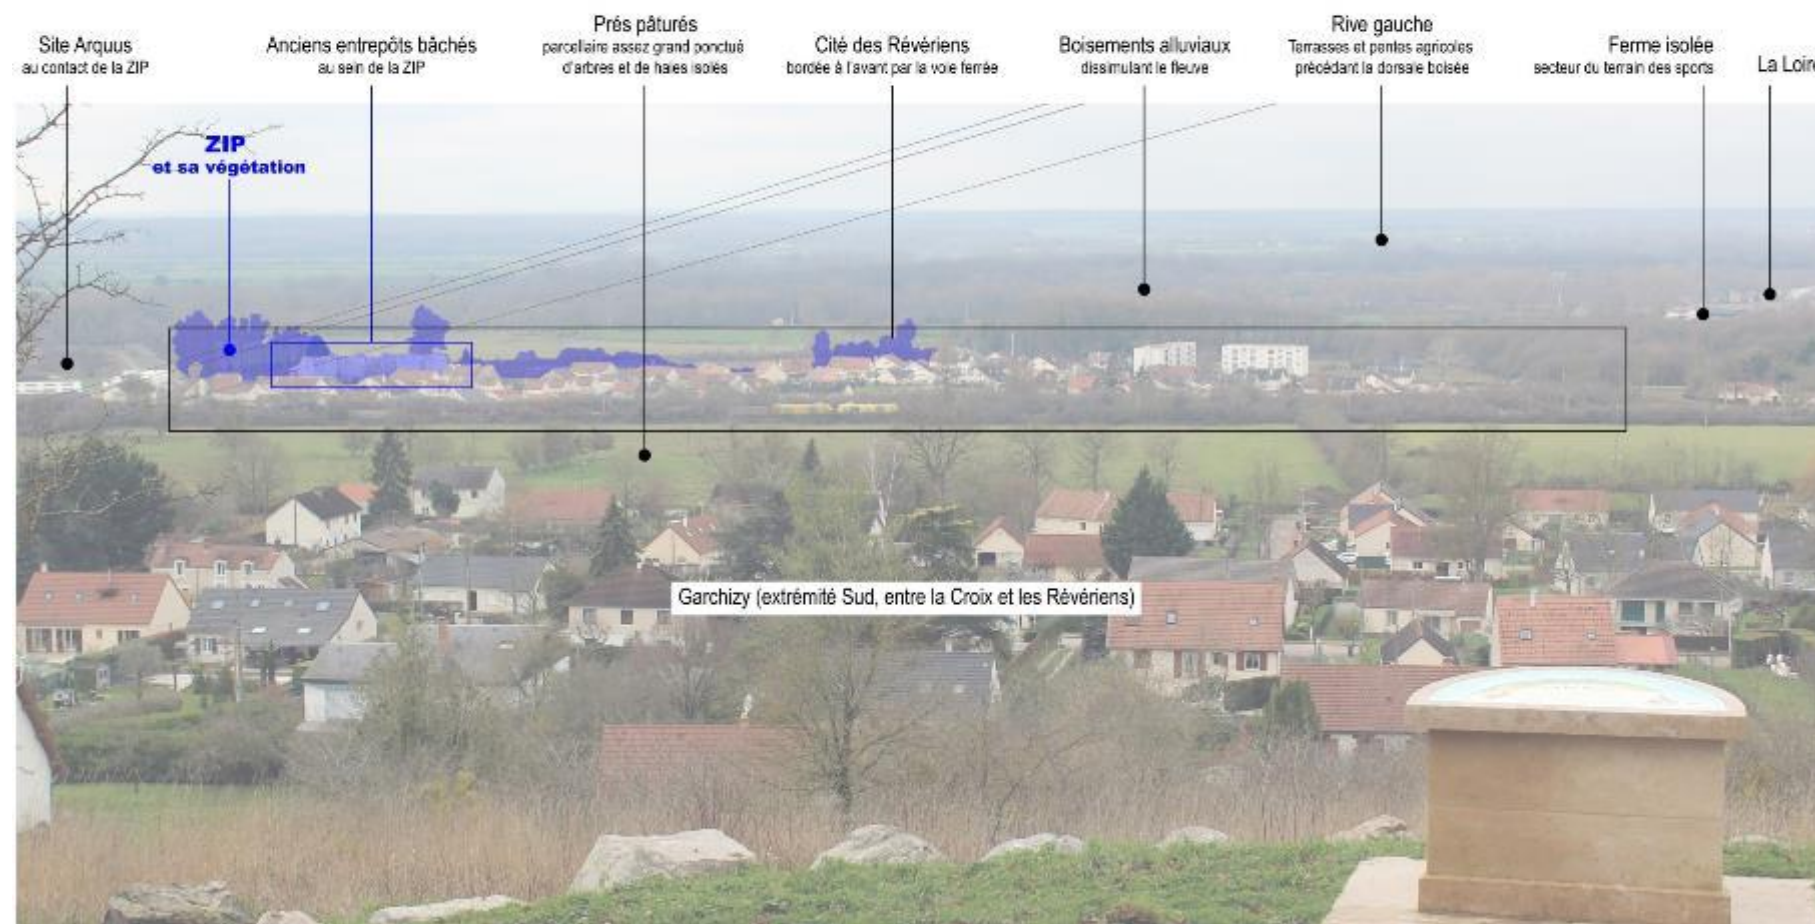 Site Arquus
au contact de la ZIP
Anciens entrepôts bâchés
au sein de la ZIP
Prés pâturés
parcellaire assez grand ponctué
d'arbres et de haies isolés
Cité des Révériens
bordée à l'avant par la voie ferrée
Boisements alluviaux
dissimulant le fleuve
Rive gauche
Terrasses et pentes agricoles
précédant la dorsale boisée
Ferme isolée
secteur du terrain des sports
La Loire
ZIP
et sa végétation
Garchizy (extrémité Sud, entre la Croix et les Révériens)